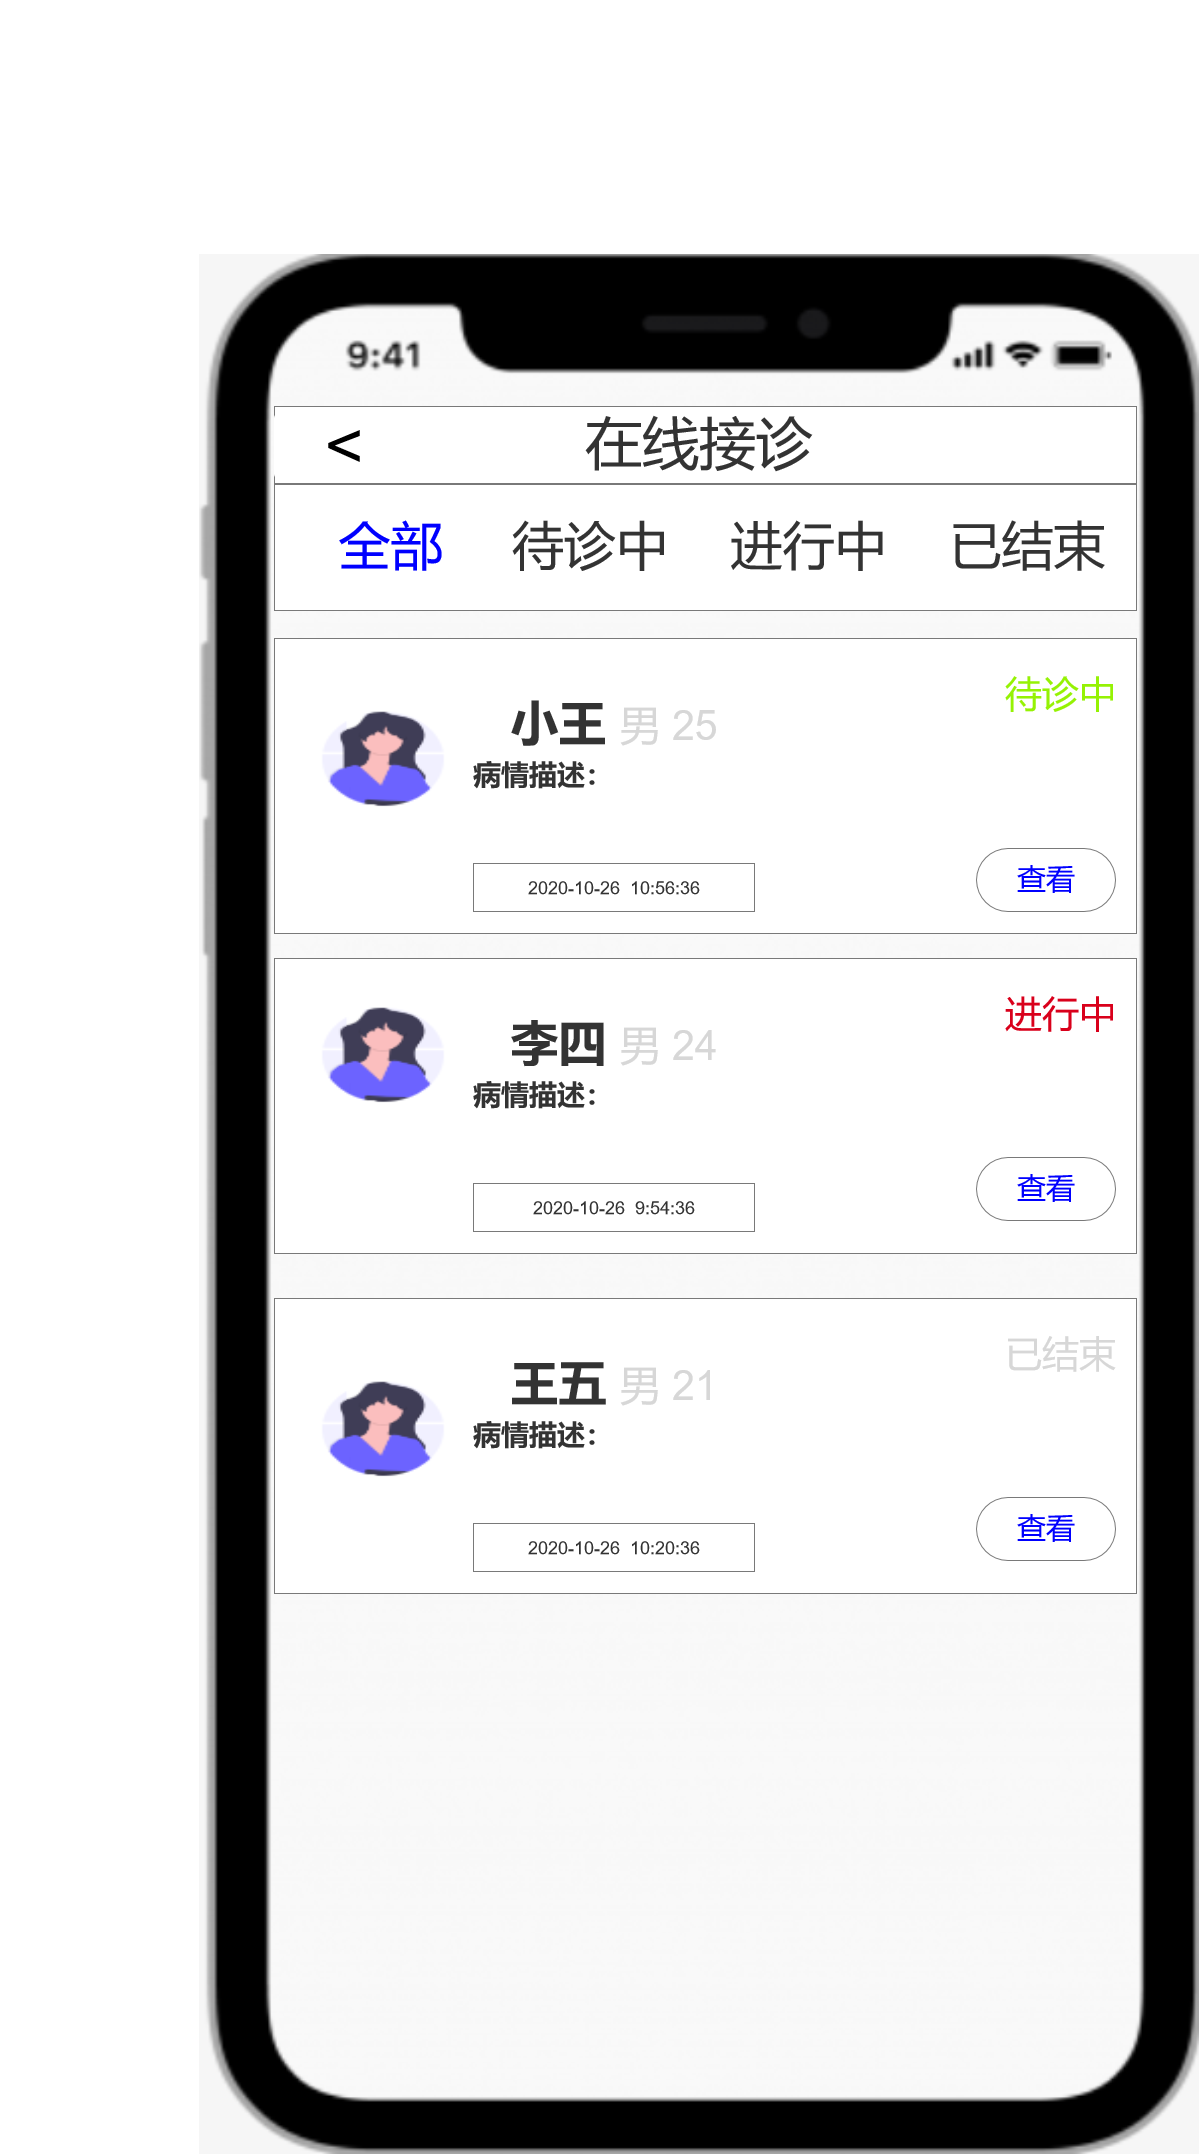 9:41
<
在线接诊
全部 待诊中 进行中 已结束
待诊中
小王 男 25
病情描述：
2020-10-26 10:56:36
查看
进行中
李四 男 24
病情描述：
2020-10-26 9:54:36
查看
已结束
王五 男 21
病情描述：
2020-10-26 10:20:36
查看